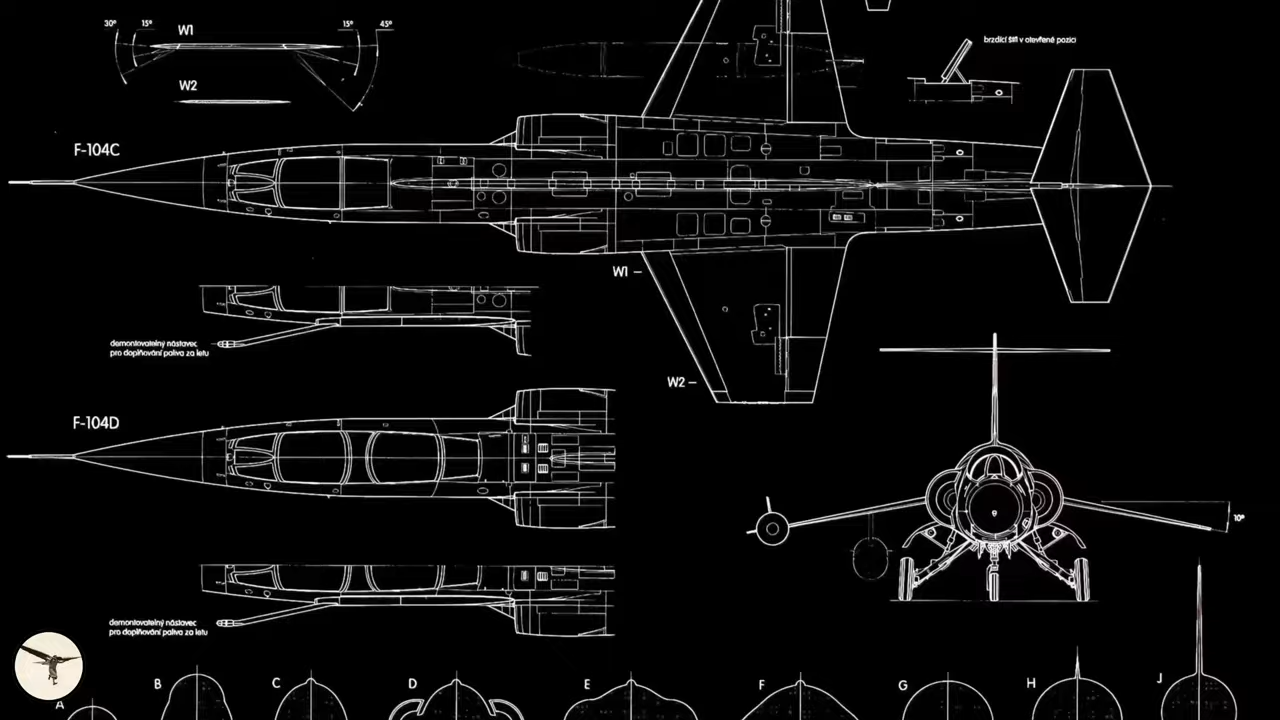 30° 15° W1 15° 45°
W2
brzdící štít v otevřené pozici
F-104C
W1
demontovatelný nástavec
pro doplňování paliva za letu
W2
F-104D
10°
demontovatelný nástavec
pro doplňování paliva za letu
A B C D E F G H J